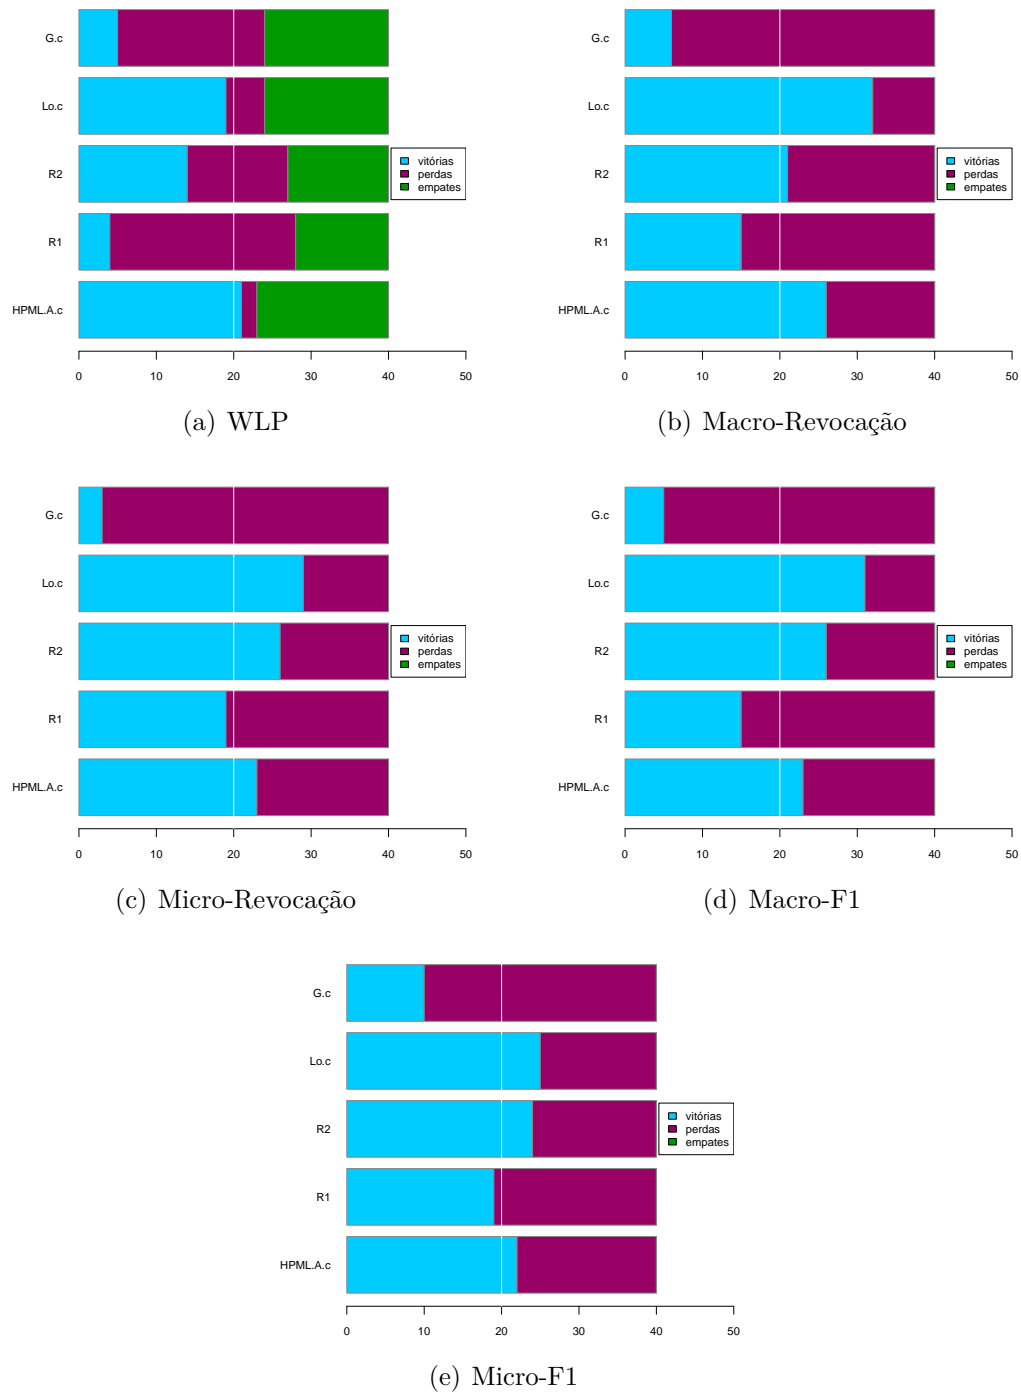 G.c
Lo.c
R2
R1
HPML.A.c
vitórias
perdas
empates
0 10 20 30 40 50
(a) WLP
G.c
Lo.c
R2
R1
HPML.A.c
vitórias
perdas
empates
0 10 20 30 40 50
(b) Macro-Revocação
G.c
Lo.c
R2
R1
HPML.A.c
vitórias
perdas
empates
0 10 20 30 40 50
(c) Micro-Revocação
G.c
Lo.c
R2
R1
HPML.A.c
vitórias
perdas
empates
0 10 20 30 40 50
(d) Macro-F1
G.c
Lo.c
R2
R1
HPML.A.c
vitórias
perdas
empates
0 10 20 30 40 50
(e) Micro-F1